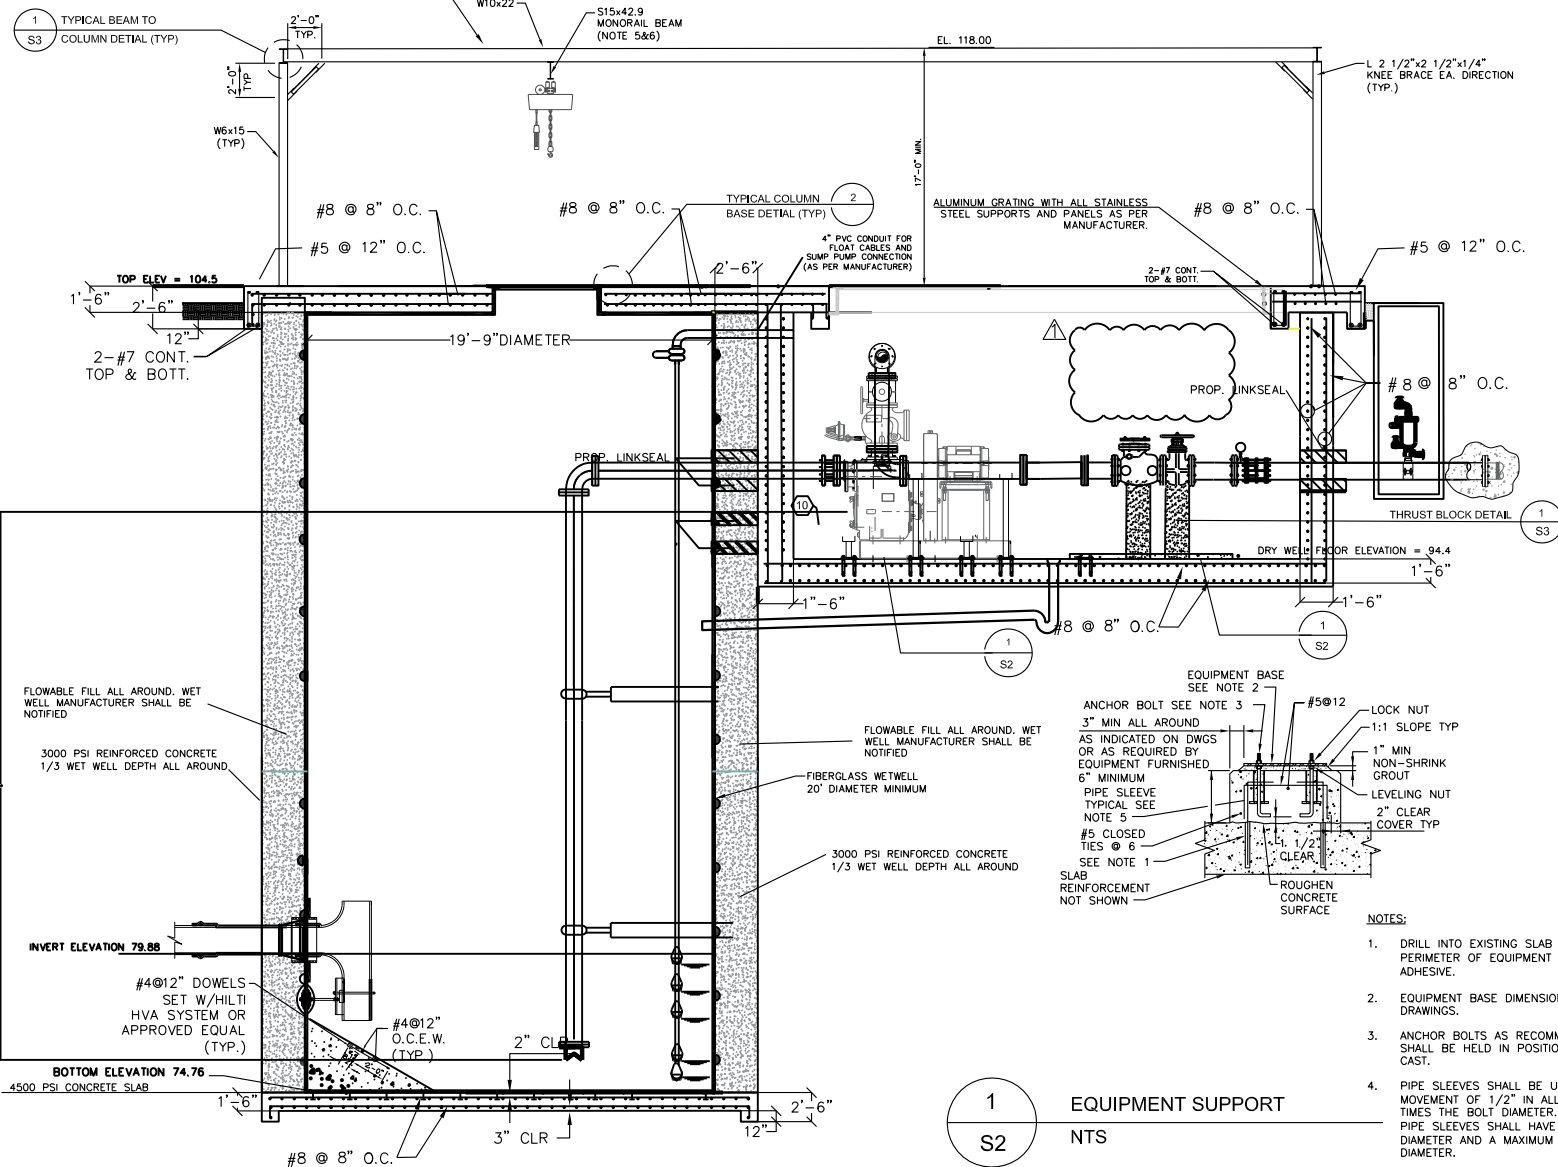 1
S3
TYPICAL BEAM TO
COLUMN DETIAL (TYP)
2'-0"
TYP.
W10x22
S15x42.9
MONORAIL BEAM
(NOTE 5&6)
EL. 118.00
L 2 1/2"x2 1/2"x1/4"
KNEE BRACE EA. DIRECTION
(TYP.)
2'-0"
TYP
W6x15
(TYP)
17'-0" MIN.
#8 @ 8" O.C.
#8 @ 8" O.C.
TYPICAL COLUMN
BASE DETIAL (TYP)
2
ALUMINUM GRATING WITH ALL STAINLESS
STEEL SUPPORTS AND PANELS AS PER
MANUFACTURER.
#8 @ 8" O.C.
#5 @ 12" O.C.
4" PVC CONDUIT FOR
FLOAT CABLES AND
SUMP PUMP CONNECTION
(AS PER MANUFACTURER)
#5 @ 12" O.C.
TOP ELEV = 104.5
2'-6"
2-#7 CONT.
TOP & BOTT.
1'-6"
2'-6"
12"
2-#7 CONT.
TOP & BOTT.
19'-9"DIAMETER
1
PROP. LINKSEAL
#8 @ 8" O.C.
PROP. LINKSEAL
10
THRUST BLOCK DETAIL
1
S3
DRY WELL FLOOR ELEVATION = 94.4
1'-6"
1"-6"
1'-6"
#8 @ 8" O.C.
1
S2
1
S2
FLOWABLE FILL ALL AROUND. WET
WELL MANUFACTURER SHALL BE
NOTIFIED
3000 PSI REINFORCED CONCRETE
1/3 WET WELL DEPTH ALL AROUND
FLOWABLE FILL ALL AROUND. WET
WELL MANUFACTURER SHALL BE
NOTIFIED
FIBERGLASS WETWELL
20' DIAMETER MINIMUM
3000 PSI REINFORCED CONCRETE
1/3 WET WELL DEPTH ALL AROUND
EQUIPMENT BASE
SEE NOTE 2
ANCHOR BOLT SEE NOTE 3
#5@12
LOCK NUT
3" MIN ALL AROUND
1:1 SLOPE TYP
AS INDICATED ON DWGS
OR AS REQUIRED BY
EQUIPMENT FURNISHED
6" MINIMUM
1" MIN
NON-SHRINK
GROUT
PIPE SLEEVE
TYPICAL SEE
NOTE 5
LEVELING NUT
2" CLEAR
COVER TYP
#5 CLOSED
TIES @ 6
1 1/2"
CLEAR
SEE NOTE 1
SLAB
REINFORCEMENT
NOT SHOWN
ROUGHEN
CONCRETE
SURFACE
INVERT ELEVATION 79.88
#4@12" DOWELS
SET W/HILTI
HVA SYSTEM OR
APPROVED EQUAL
(TYP.)
#4@12"
O.C.E.W.
(TYP.)
2" CLR
BOTTOM ELEVATION 74.76
4500 PSI CONCRETE SLAB
1'-6"
3" CLR
2'-6"
12"
#8 @ 8" O.C.
1
S2
EQUIPMENT SUPPORT
NTS
NOTES:
1. DRILL INTO EXISTING SLAB
PERIMETER OF EQUIPMENT
ADHESIVE.
2. EQUIPMENT BASE DIMENSIO
DRAWINGS.
3. ANCHOR BOLTS AS RECOMM
SHALL BE HELD IN POSITIO
CAST.
4. PIPE SLEEVES SHALL BE U
MOVEMENT OF 1/2" IN ALL
TIMES THE BOLT DIAMETER.
PIPE SLEEVES SHALL HAVE
DIAMETER AND A MAXIMUM
DIAMETER.